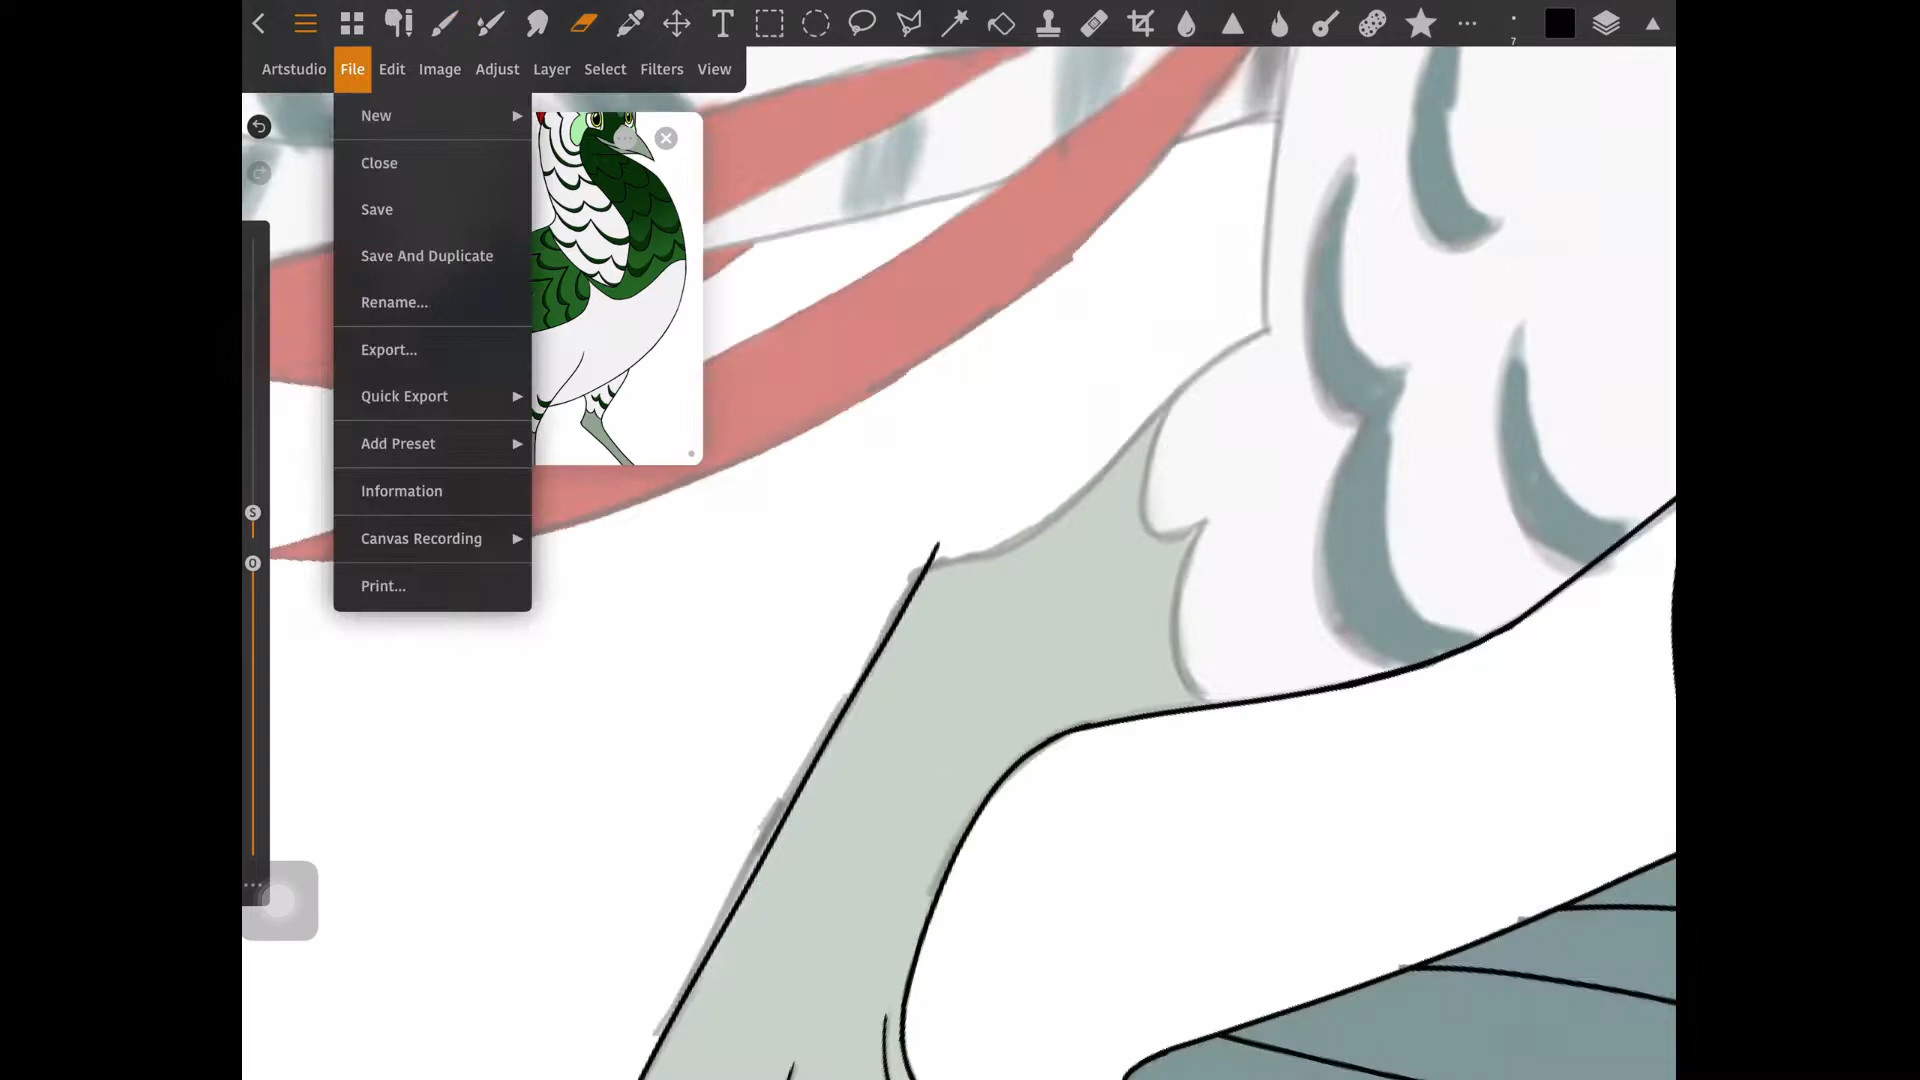 7
Artstudio File Edit Image Adjust Layer Select Filters View
New
Close
Save
Save And Duplicate
Rename...
Export...
Quick Export
Add Preset
Information
Canvas Recording
Print...
S
O